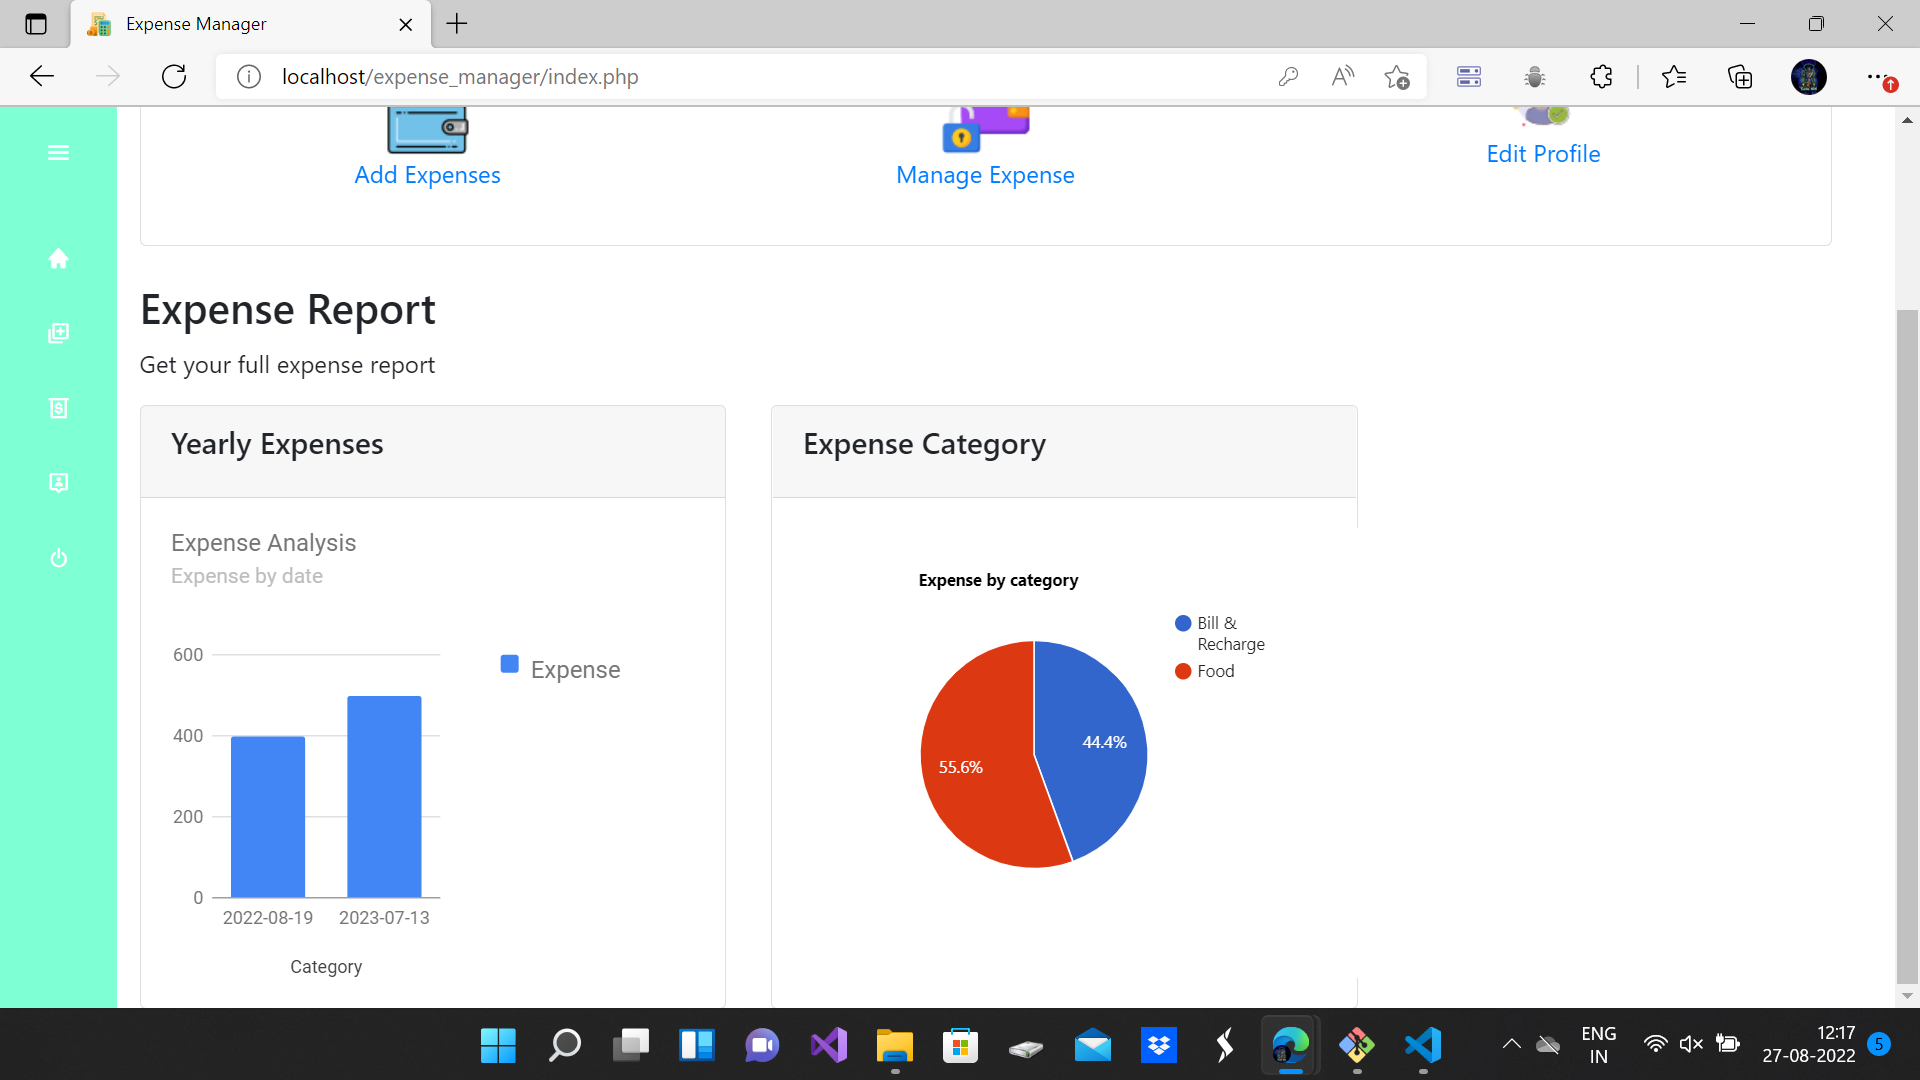 Expense Manager
localhost/expense_manager/index.php
Add Expenses
Manage Expense
Edit Profile
Expense Report
Get your full expense report
Yearly Expenses
Expense Analysis
Expense by date
600
400
200
0
2022-08-19 2023-07-13
Category
Expense
Expense Category
Expense by category
Bill &
Recharge
Food
44.4%
55.6%
ENG
IN
12:17
27-08-2022
5